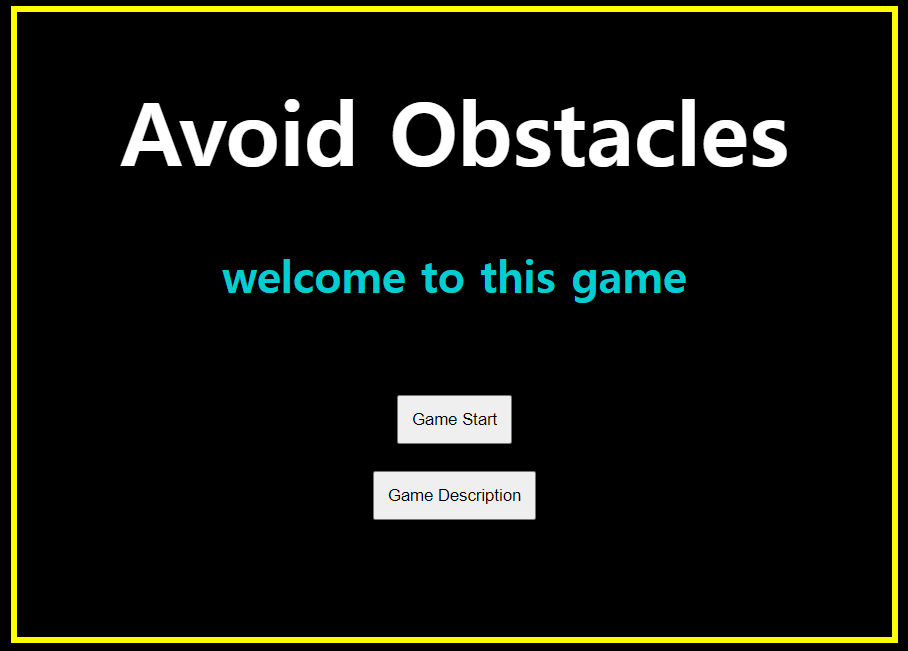 Avoid Obstacles
welcome to this game
Game Start
Game Description